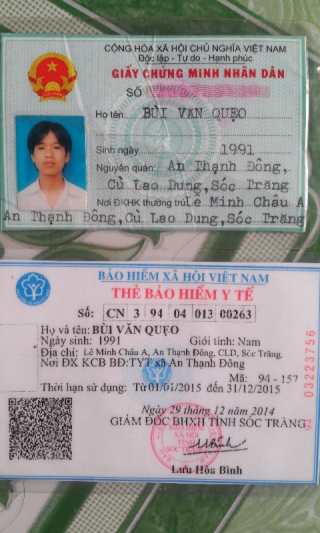 CỘNG HÒA XÃ HỘI CHỦ NGHĨA VIỆT NAM
Độc lập - Tự do - Hạnh phúc
GIẤY CHỨNG MINH NHÂN DÂN
SỐ
Họ tên: BÙI VĂN QUẸO
Sinh ngày 1991
Nguyên quán: An Thạnh Đông,
Cù Lao Dung, Sóc Trăng
Nơi ĐKHK thường trú: Lê Minh Châu A
An Thạnh Đông, Cù Lao Dung, Sóc Trăng
BẢO HIỂM XÃ HỘI VIỆT NAM
THẺ BẢO HIỂM Y TẾ
Số: CN 3 94 04 013 00263
Họ và tên: BÙI VĂN QUẸO
Ngày sinh: 1991 Giới tính: Nam
Địa chỉ: Lê Minh Châu A, An Thạnh Đông, CLD, Sóc Trăng.
Nơi ĐK KCB BĐ: TYT xã An Thạnh Đông
Mã: 94 - 157
Thời hạn sử dụng: Từ 01/01/2015 đến 31/12/2015
Ngày 29 tháng 12 năm 2014
GIÁM ĐỐC BHXH TỈNH SÓC TRĂNG
BẢO HIỂM
XÃ HỘI
TỈNH
Lưu Hòa Bình
03223756